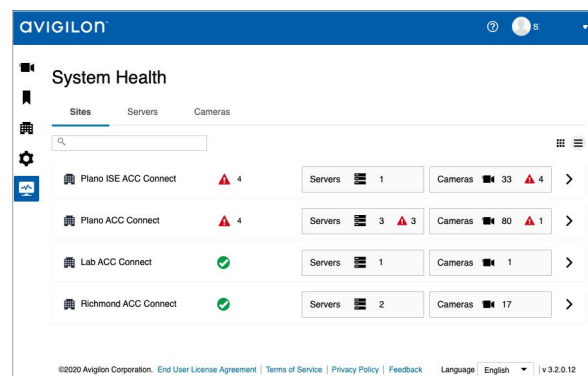 avigilon
S.
System Health
Sites Servers Cameras
Plano ISE ACC Connect 4 Servers 1 Cameras 33 4
Plano ACC Connect 4 Servers 3 3 Cameras 80 1
Lab ACC Connect Servers 1 Cameras 1
Richmond ACC Connect Servers 2 Cameras 17
©2020 Avigilon Corporation. End User License Agreement | Terms of Service | Privacy Policy | Feedback Language English | v 3.2.0.12